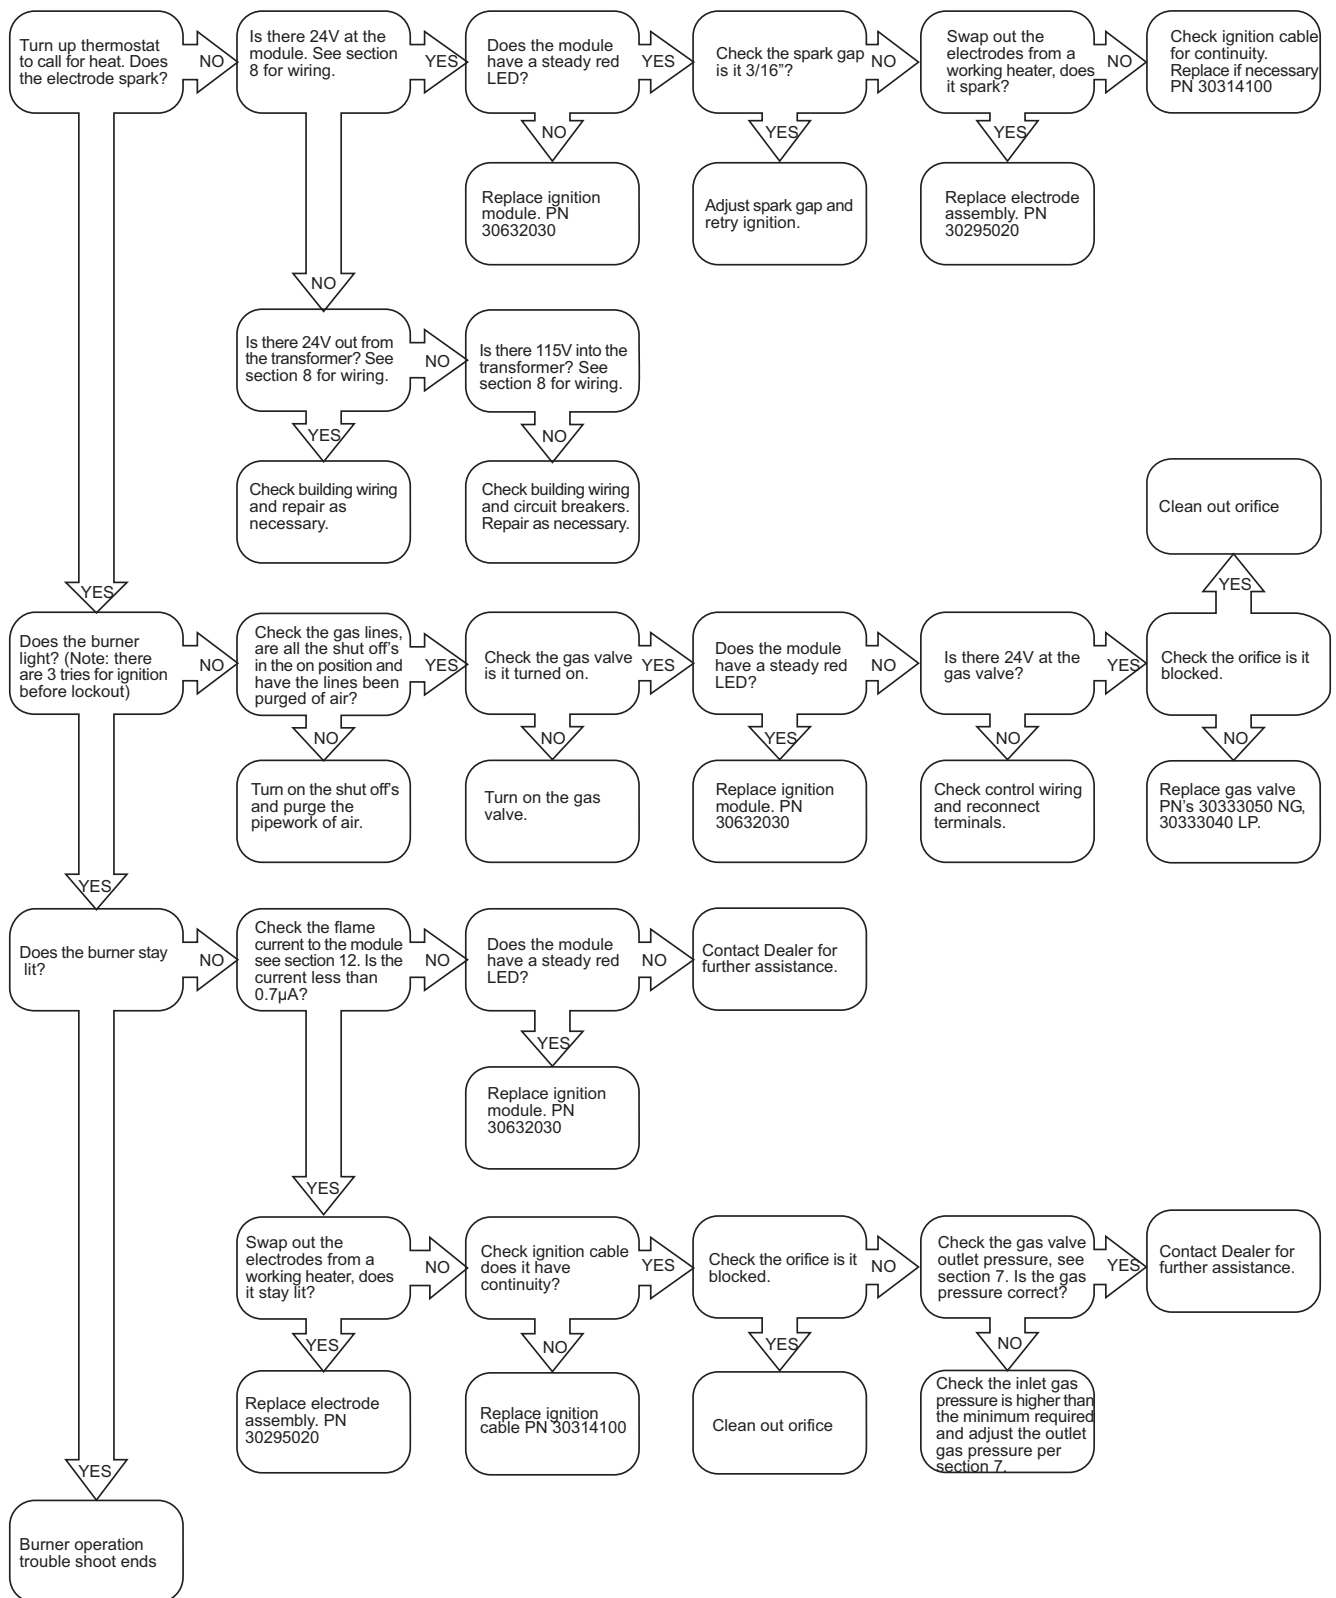 Turn up thermostat
to call for heat. Does
the electrode spark?
NO
Is there 24V at the
module. See section
8 for wiring.
YES
Does the module
have a steady red
LED?
YES
Check the spark gap
is it 3/16”?
NO
Swap out the
electrodes from a
working heater, does
it spark?
NO
Check ignition cable
for continuity.
Replace if necessary
PN 30314100
NO
YES
YES
Replace ignition
module. PN
30632030
Adjust spark gap and
retry ignition.
Replace electrode
assembly. PN
30295020
NO
Is there 24V out from
the transformer? See
section 8 for wiring.
NO
Is there 115V into the
transformer? See
section 8 for wiring.
YES
NO
Check building wiring
and repair as
necessary.
Check building wiring
and circuit breakers.
Repair as necessary.
Clean out orifice
YES
YES
Does the burner
light? (Note: there
are 3 tries for ignition
before lockout)
NO
Check the gas lines,
are all the shut off’s
in the on position and
have the lines been
purged of air?
YES
Check the gas valve
is it turned on.
YES
Does the module
have a steady red
LED?
NO
Is there 24V at the
gas valve?
YES
Check the orifice is it
blocked.
NO
NO
YES
NO
NO
Turn on the shut off’s
and purge the
pipework of air.
Turn on the gas
valve.
Replace ignition
module. PN
30632030
Check control wiring
and reconnect
terminals.
Replace gas valve
PN’s 30333050 NG,
30333040 LP.
YES
Does the burner stay
lit?
NO
Check the flame
current to the module
see section 12. Is the
current less than
0.7µA?
NO
Does the module
have a steady red
LED?
NO
Contact Dealer for
further assistance.
YES
Replace ignition
module. PN
30632030
YES
Swap out the
electrodes from a
working heater, does
it stay lit?
NO
Check ignition cable
does it have
continuity?
YES
Check the orifice is it
blocked.
NO
Check the gas valve
outlet pressure, see
section 7. Is the gas
pressure correct?
YES
Contact Dealer for
further assistance.
YES
NO
YES
NO
Replace electrode
assembly. PN
30295020
Replace ignition
cable PN 30314100
Clean out orifice
Check the inlet gas
pressure is higher than
the minimum required
and adjust the outlet
gas pressure per
section 7.
YES
Burner operation
trouble shoot ends